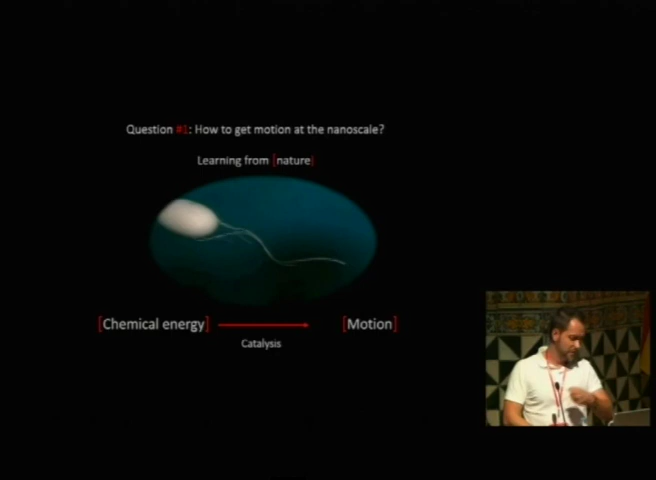 Question #1: How to get motion at the nanoscale?
Learning from [nature]
[Chemical energy]
[Motion]
Catalysis